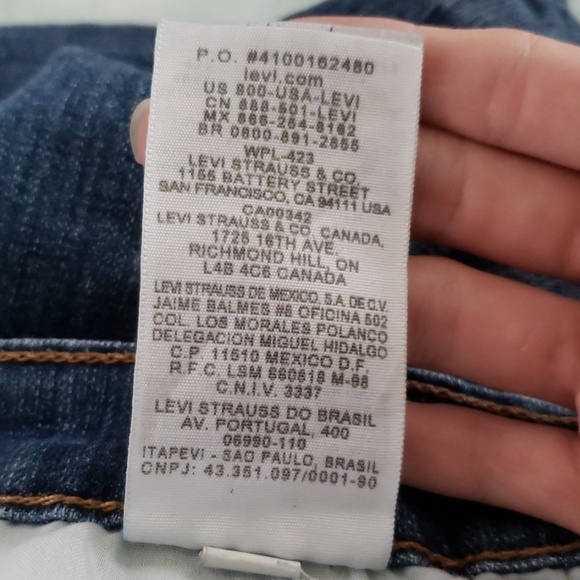 P.O. #4100162480
levi.com
US 800-USA-LEVI
CN 888-501-LEVI
MX 866-284-8162
BR 0800-891-2855
WPL-423
LEVI STRAUSS & CO.
1155 BATTERY STREET
SAN FRANCISCO, CA 94111 USA
CA00342
LEVI STRAUSS & CO. CANADA,
1725 16TH AVE,
RICHMOND HILL, ON
L4B 4C6 CANADA
LEVI STRAUSS DE MEXICO, S.A. DE C.V.
JAIME BALMES #8 OFICINA 502
COL. LOS MORALES POLANCO
DELEGACION MIGUEL HIDALGO
C.P. 11510 MEXICO D.F.
R.F.C. LSM 660618 M-98
C.N.I.V. 3337
LEVI STRAUSS DO BRASIL
AV. PORTUGAL, 400
06990-110
ITAPEVI - SAO PAULO, BRASIL
CNPJ: 43.351.097/0001-90